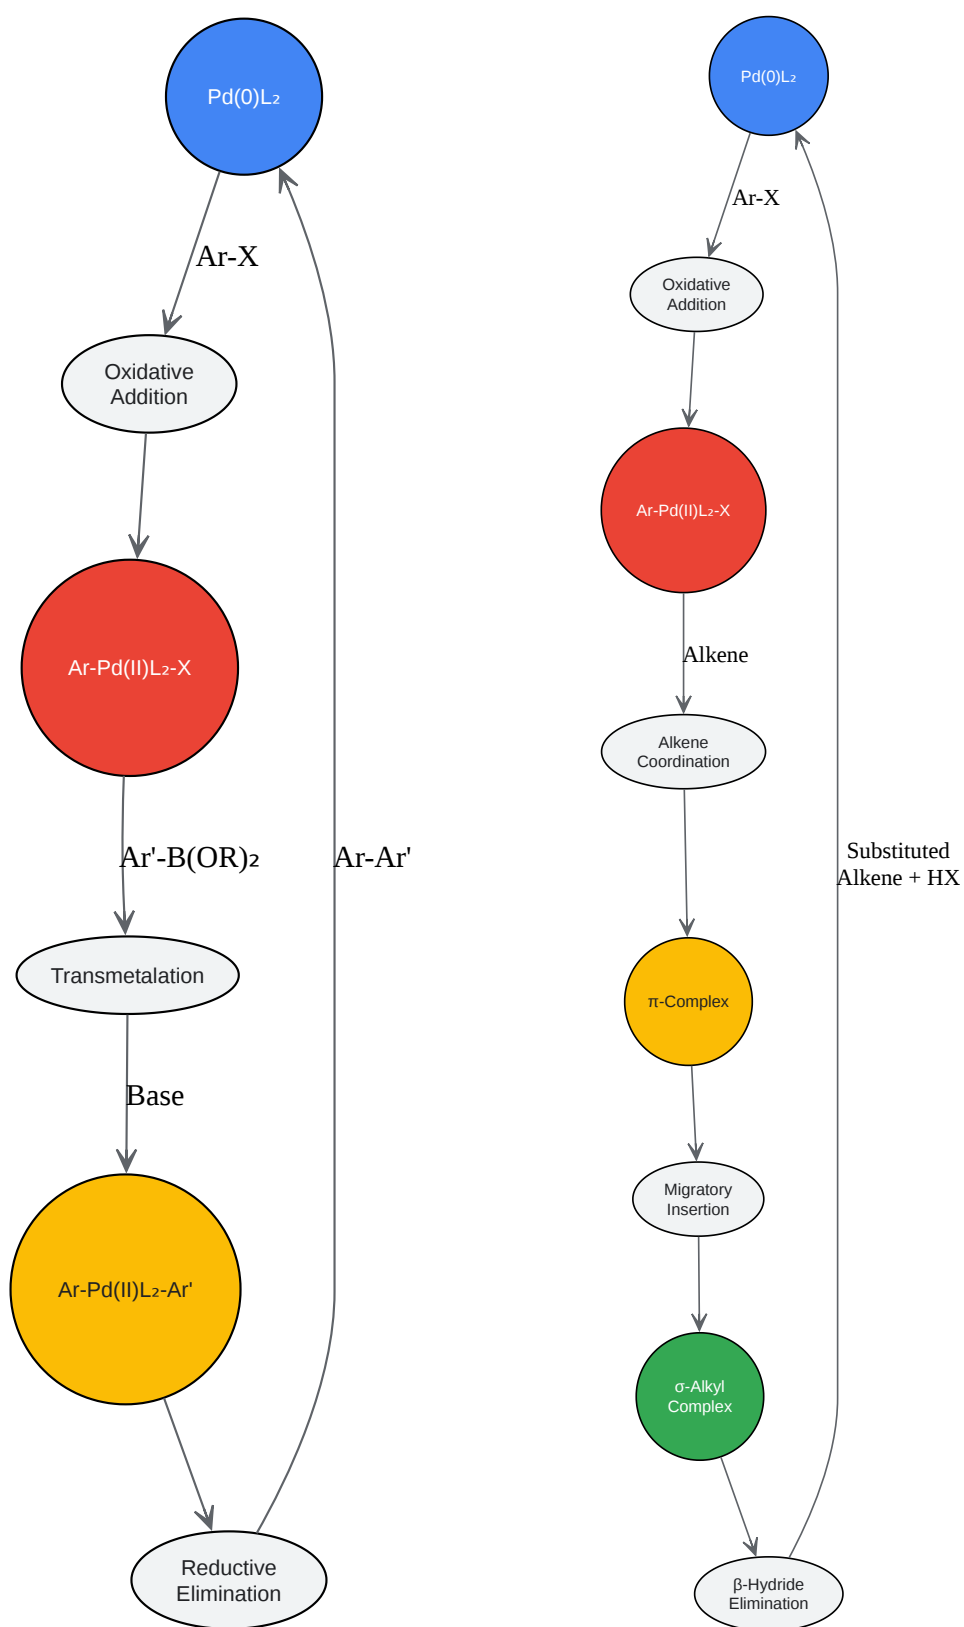 Pd(0)L₂
Ar-X
Oxidative
Addition
Ar-Pd(II)L₂-X
Ar'-B(OR)₂
Ar-Ar'
Transmetalation
Base
Ar-Pd(II)L₂-Ar'
Reductive
Elimination
Pd(0)L₂
Ar-X
Oxidative
Addition
Ar-Pd(II)L₂-X
Alkene
Alkene
Coordination
Substituted
Alkene + HX
π-Complex
Migratory
Insertion
σ-Alkyl
Complex
β-Hydride
Elimination